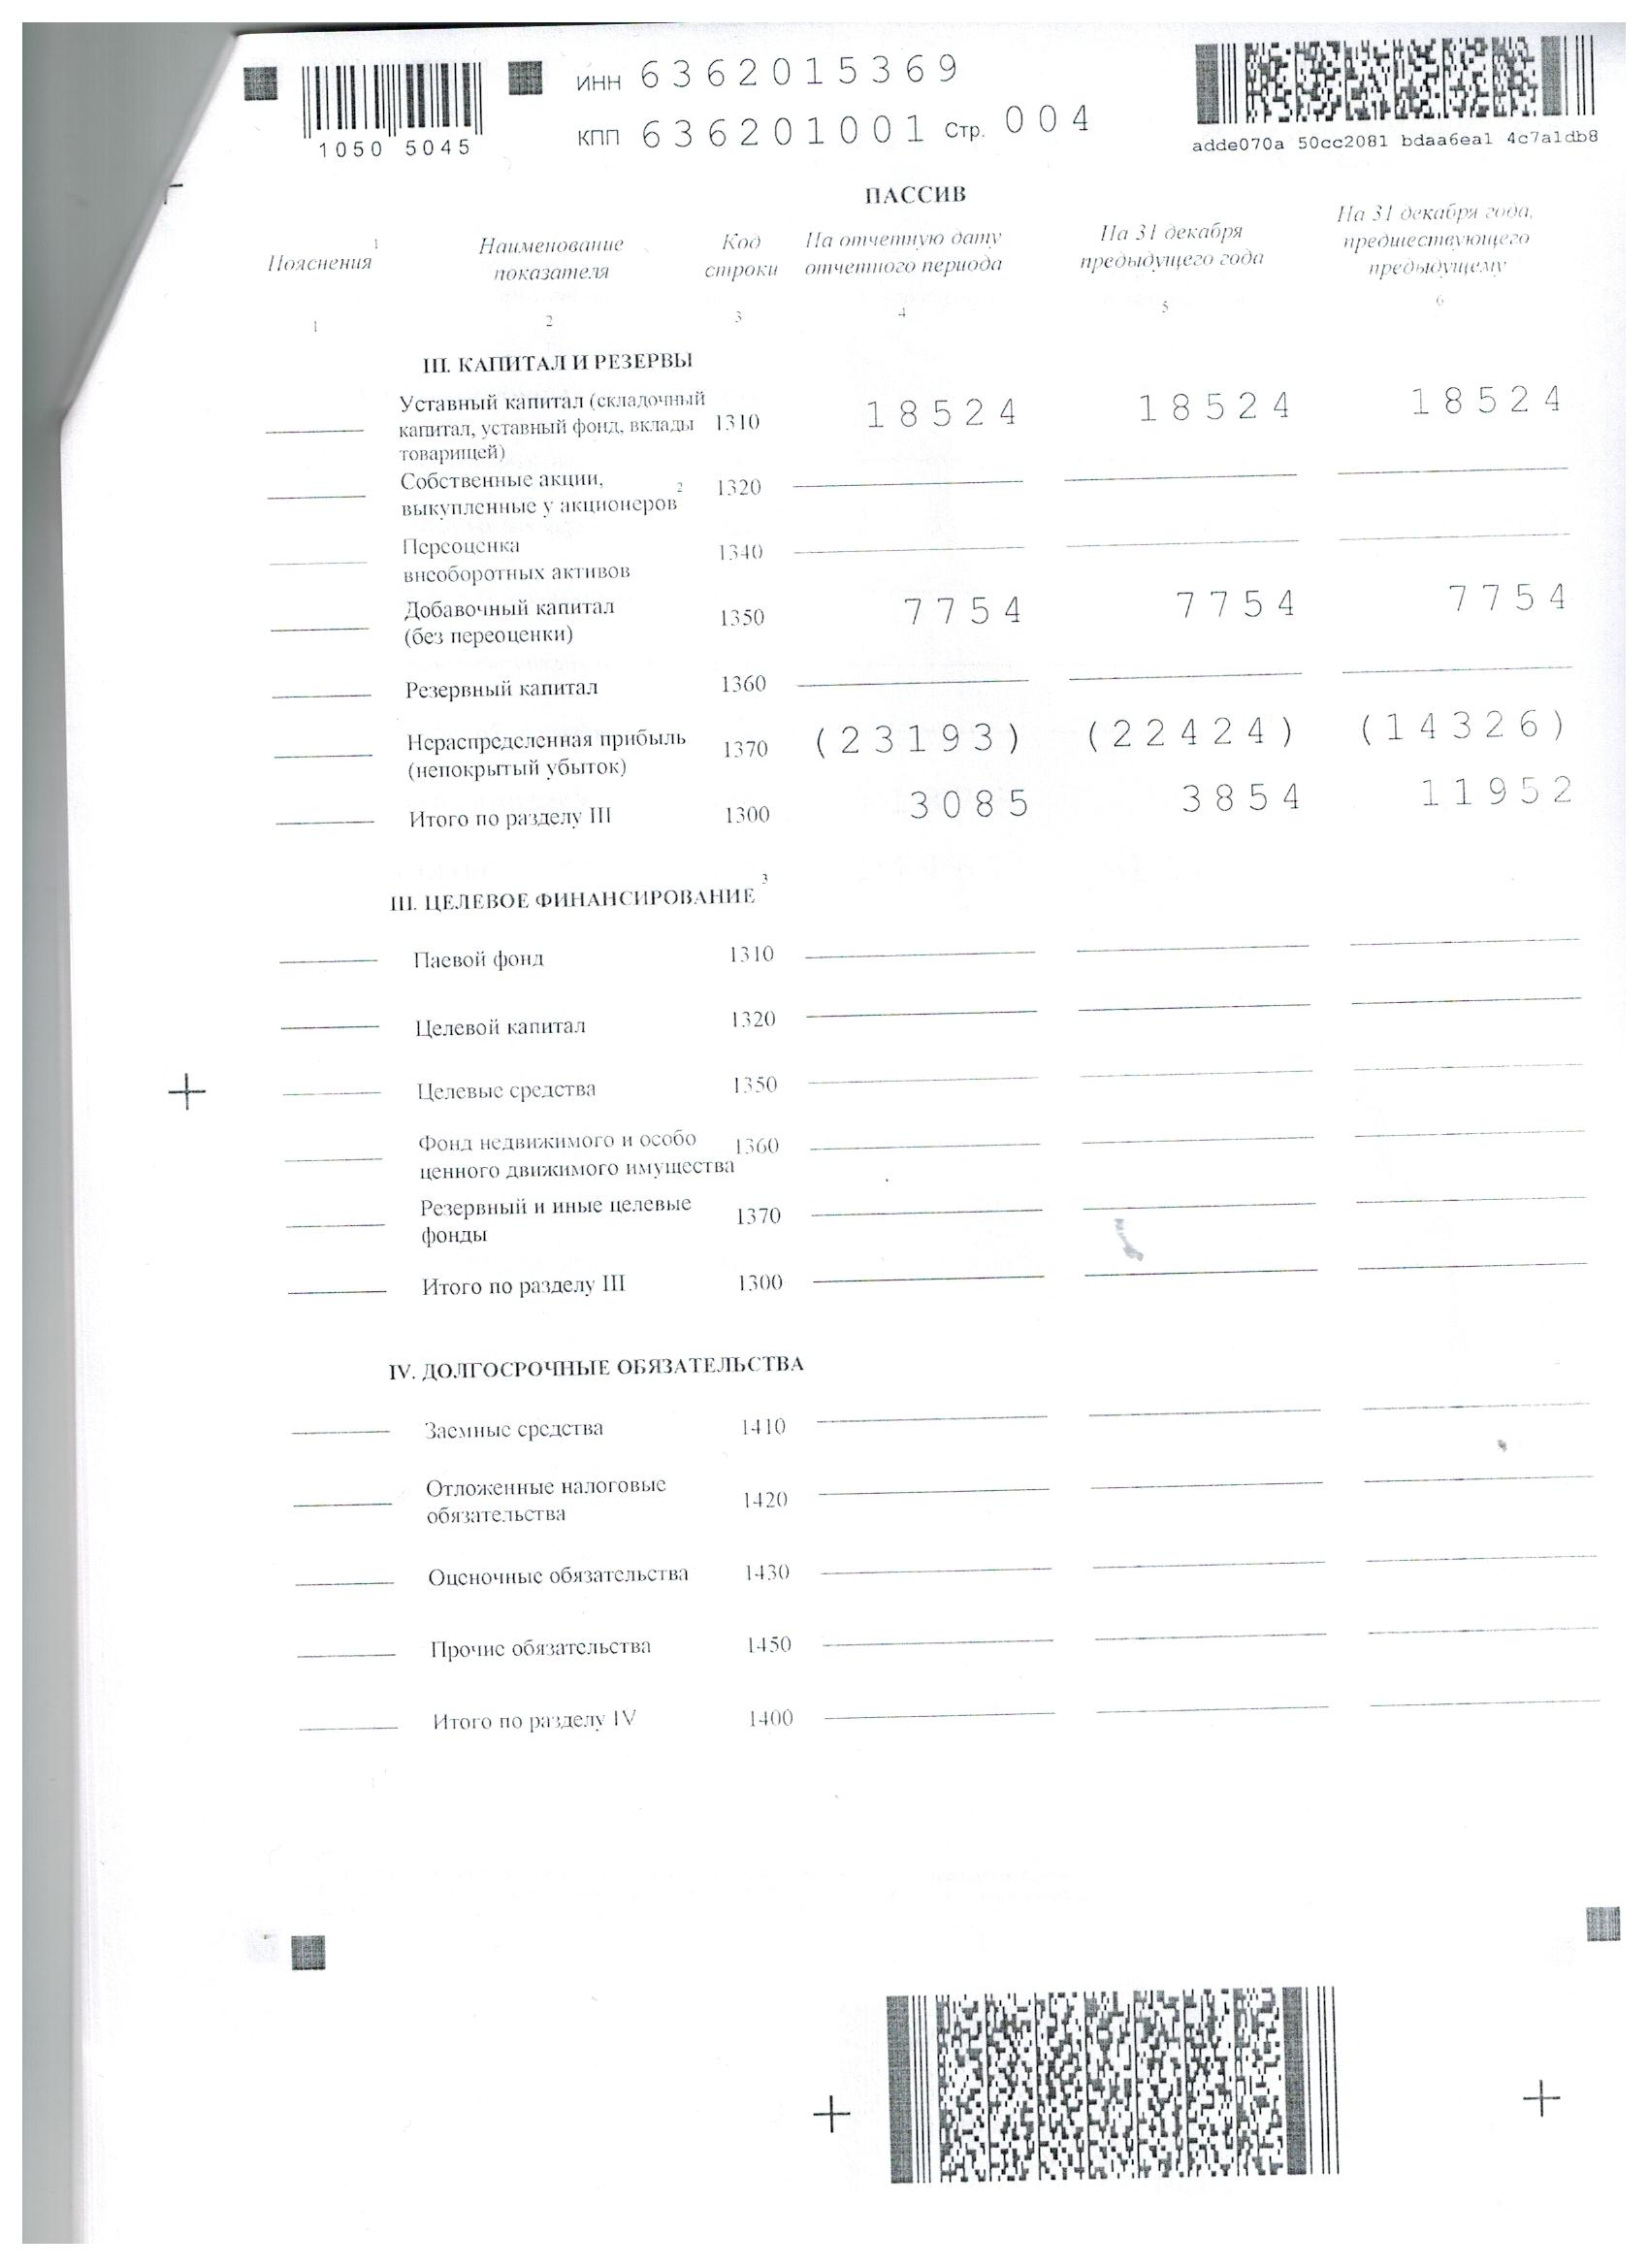 ИНН 6362015369
1050 5045
КПП 636201001 Стр. 004
adde070a 50cc2081 bdaa6ea1 4c7a1db8
ПАССИВ
Пояснения 1
Наименование
показателя
Код
строки
На отчетную дату
отчетного периода
На 31 декабря
предыдущего года
На 31 декабря года,
предшествующего
предыдущему
1 2 3 4 5 6
III. КАПИТАЛ И РЕЗЕРВЫ
Уставный капитал (складочный
капитал, уставный фонд, вклады 1310 18524 18524 18524
товарищей)
Собственные акции,
выкупленные у акционеров 2 1320
Переоценка
внеоборотных активов 1340
Добавочный капитал
(без переоценки) 1350 7754 7754 7754
Резервный капитал 1360
Нераспределенная прибыль
(непокрытый убыток) 1370 (23193) (22424) (14326)
Итого по разделу III 1300 3085 3854 11952
III. ЦЕЛЕВОЕ ФИНАНСИРОВАНИЕ 3
Паевой фонд 1310
Целевой капитал 1320
Целевые средства 1350
Фонд недвижимого и особо 1360
ценного движимого имущества
Резервный и иные целевые
фонды 1370
Итого по разделу III 1300
IV. ДОЛГОСРОЧНЫЕ ОБЯЗАТЕЛЬСТВА
Заемные средства 1410
Отложенные налоговые
обязательства 1420
Оценочные обязательства 1430
Прочие обязательства 1450
Итого по разделу IV 1400